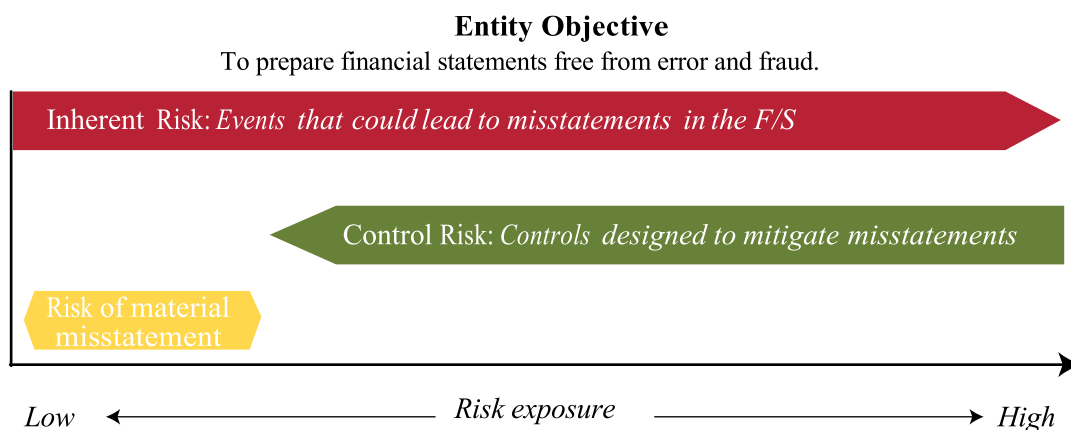 Entity Objective
To prepare financial statements free from error and fraud.
Inherent Risk: Events that could lead to misstatements in the F/S
Control Risk: Controls designed to mitigate misstatements
Risk of material
misstatement
Low Risk exposure High